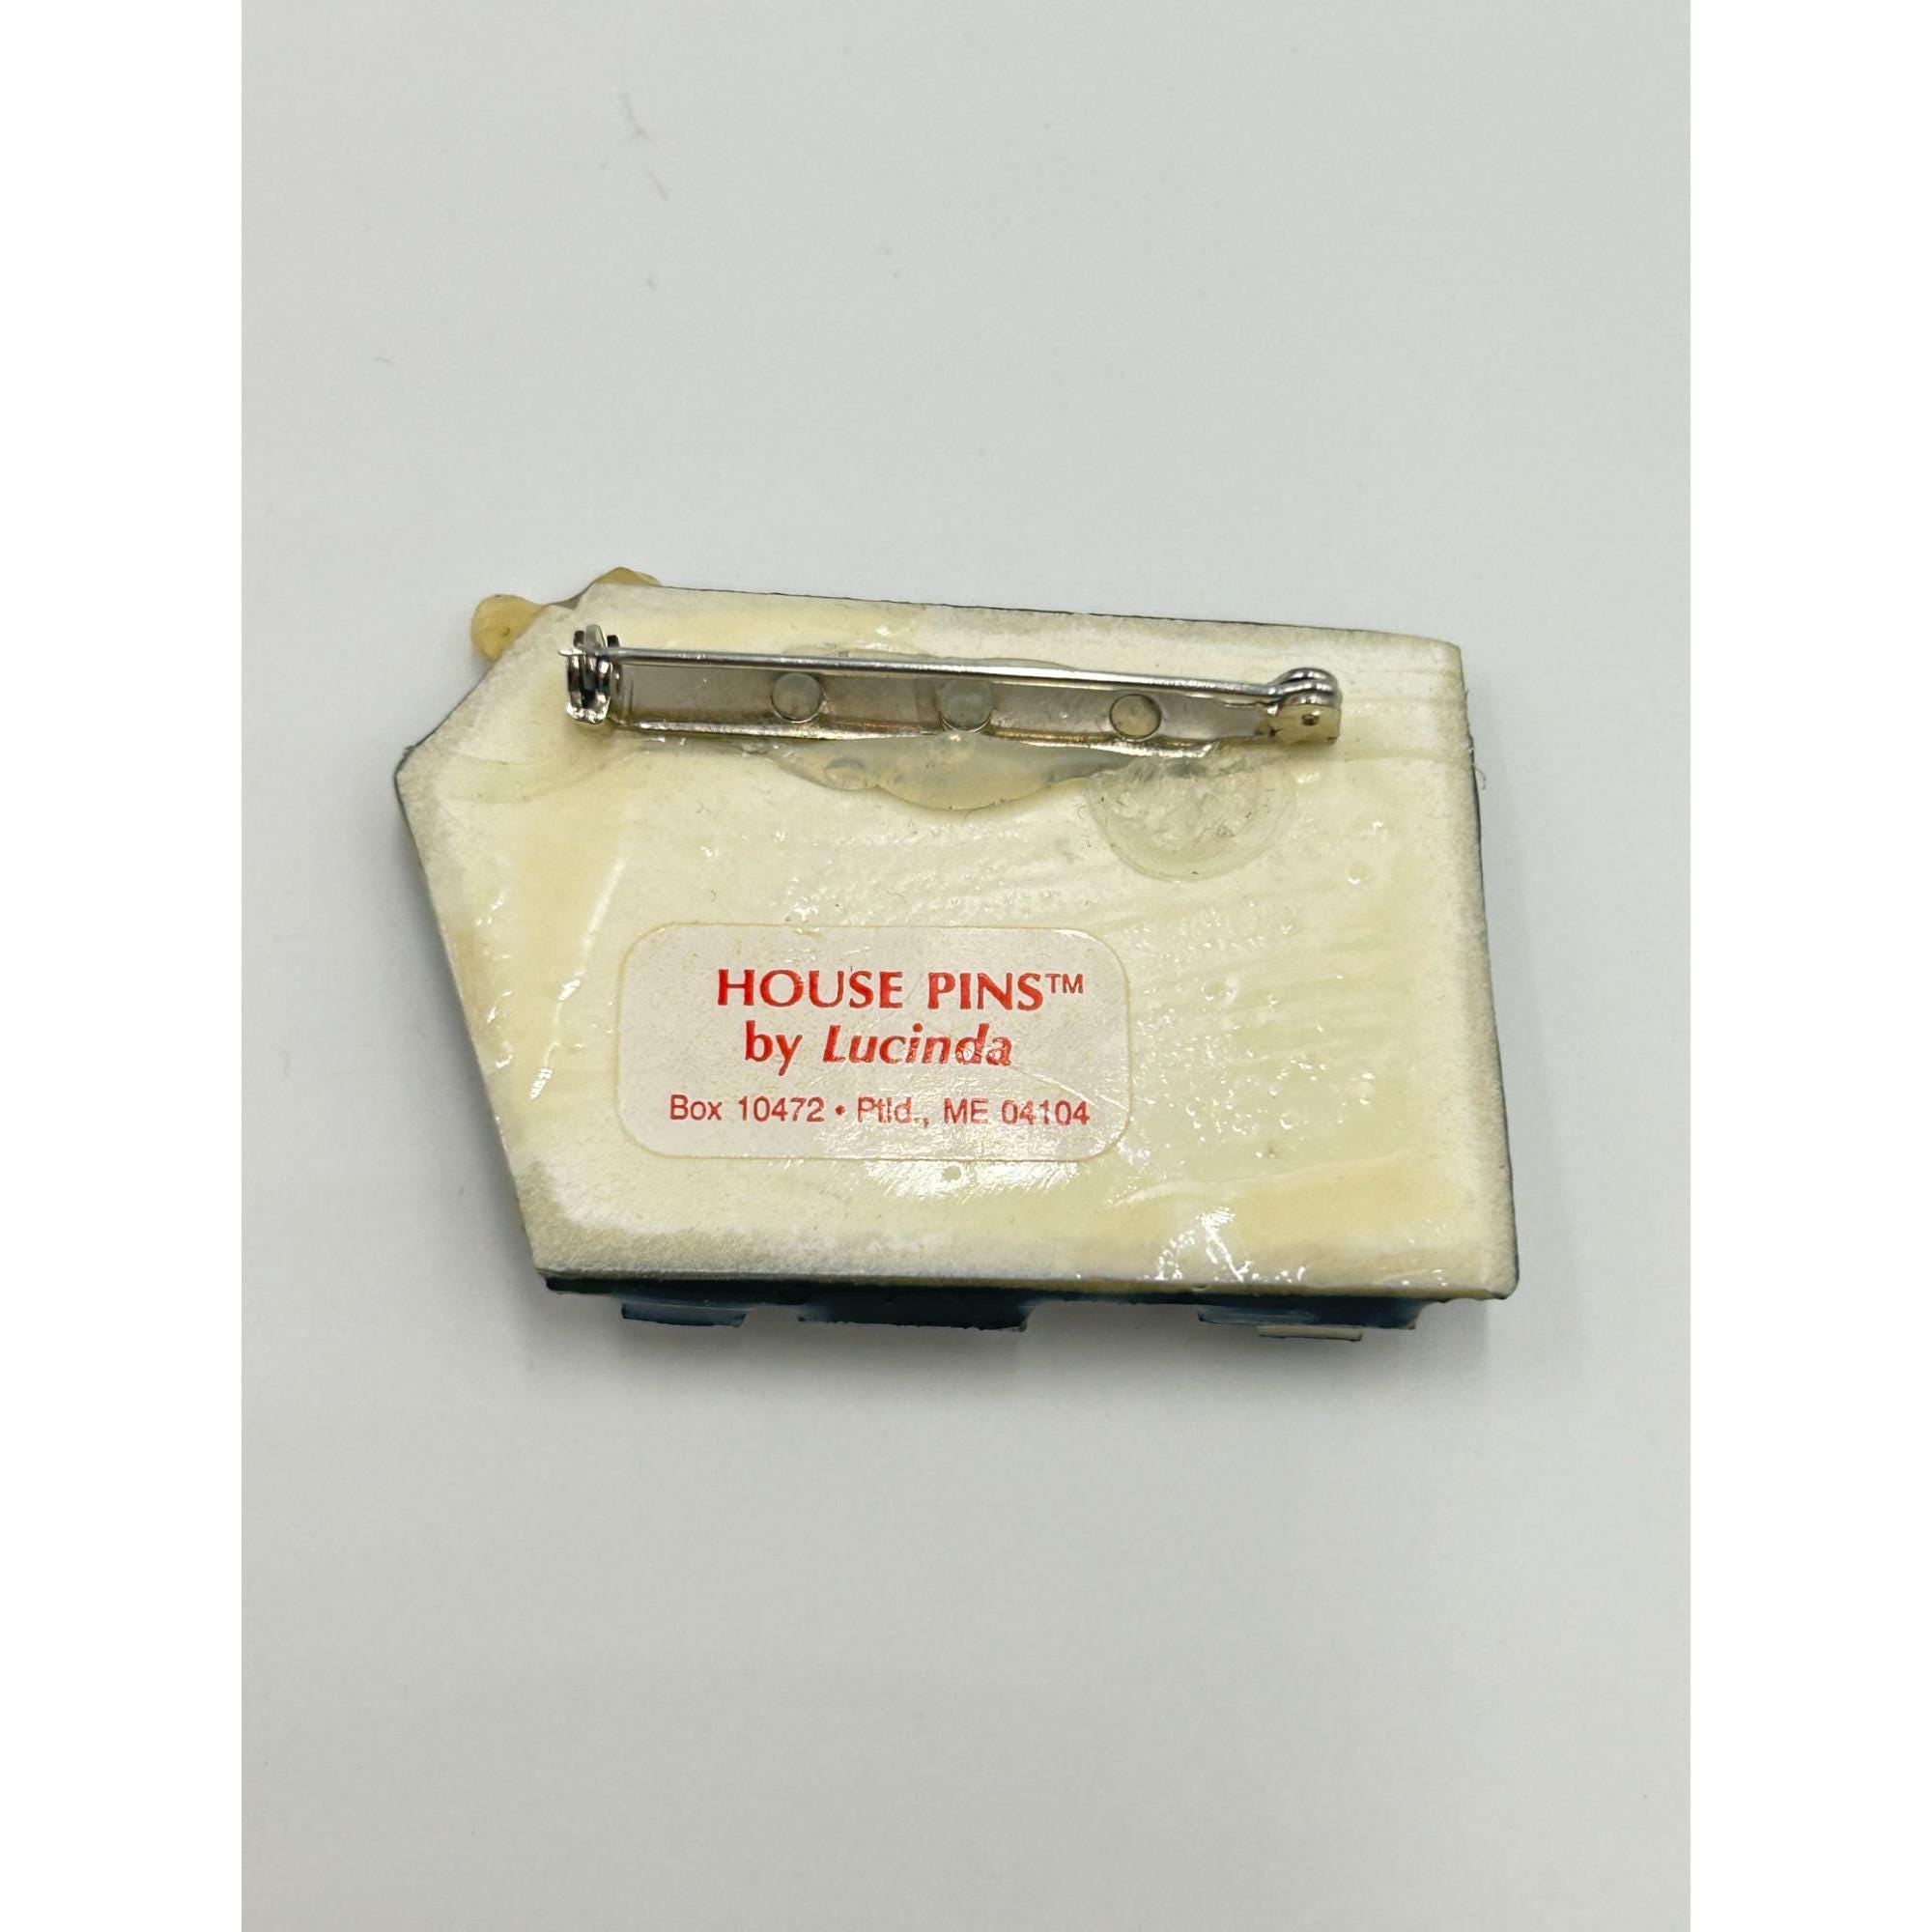 HOUSE PINS™
by Lucinda
Box 10472 • Ptld., ME 04104